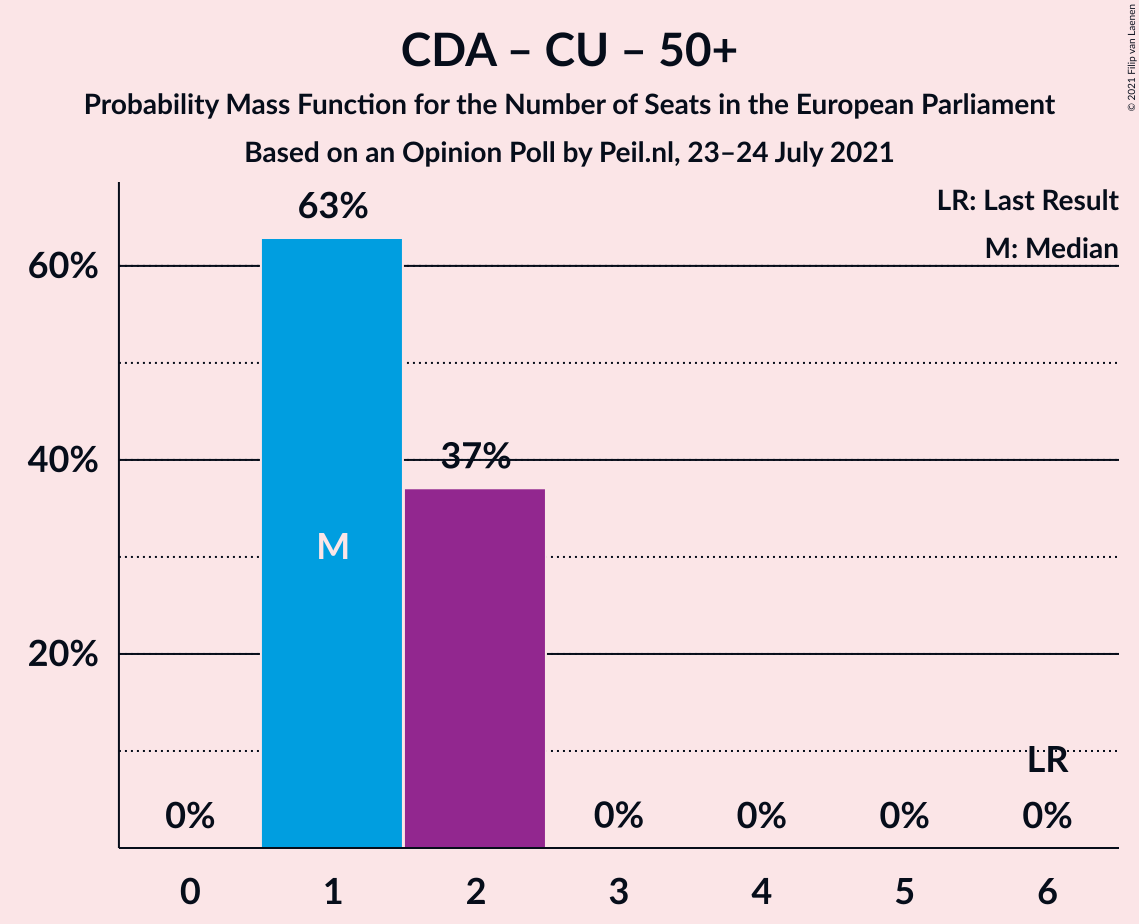 CDA – CU – 50+
Probability Mass Function for the Number of Seats in the European Parliament
Based on an Opinion Poll by Peil.nl, 23–24 July 2021
© 2021 Filip van Laenen
LR: Last Result
M: Median
63%
60%
40%
37%
M
20%
LR
0%
0%
0%
0%
0%
0
1
2
3
4
5
6